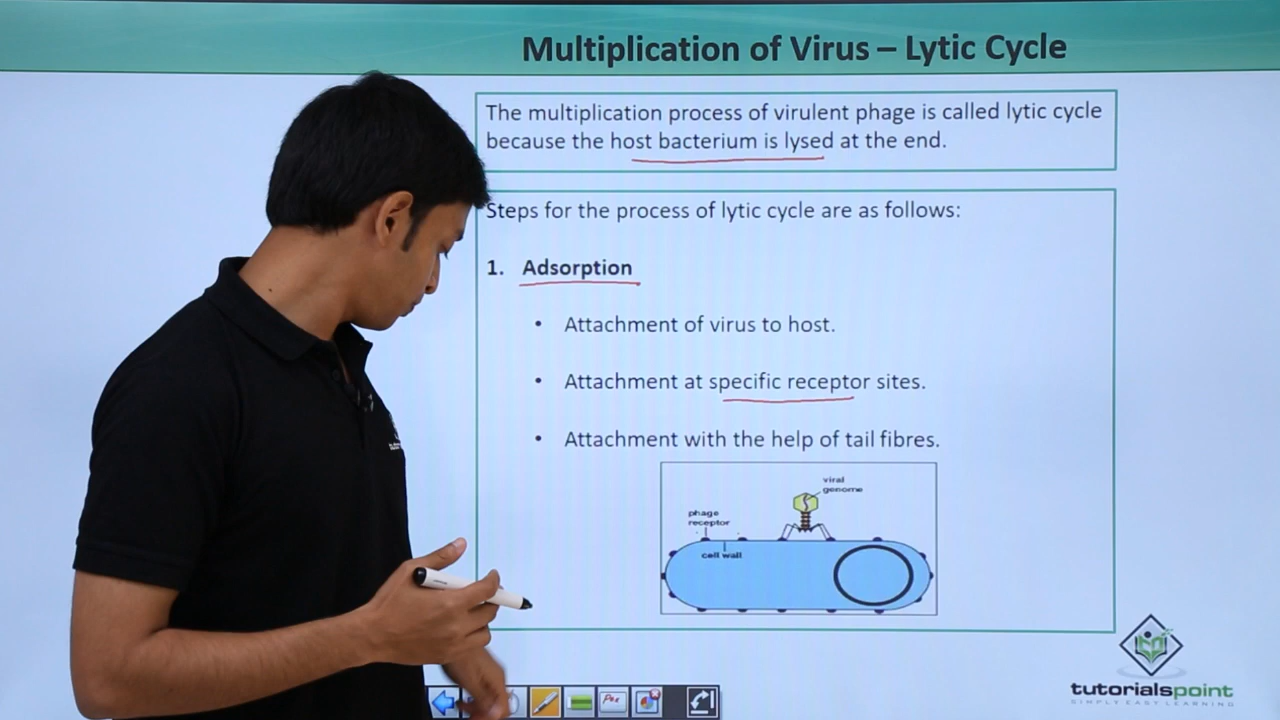 Multiplication of Virus – Lytic Cycle
The multiplication process of virulent phage is called lytic cycle
because the host bacterium is lysed at the end.
Steps for the process of lytic cycle are as follows:
1. Adsorption
• Attachment of virus to host.
• Attachment at specific receptor sites.
• Attachment with the help of tail fibres.
viral
genome
phage
receptor
cell wall
tutorialspoint
SIMPLY EASY LEARNING